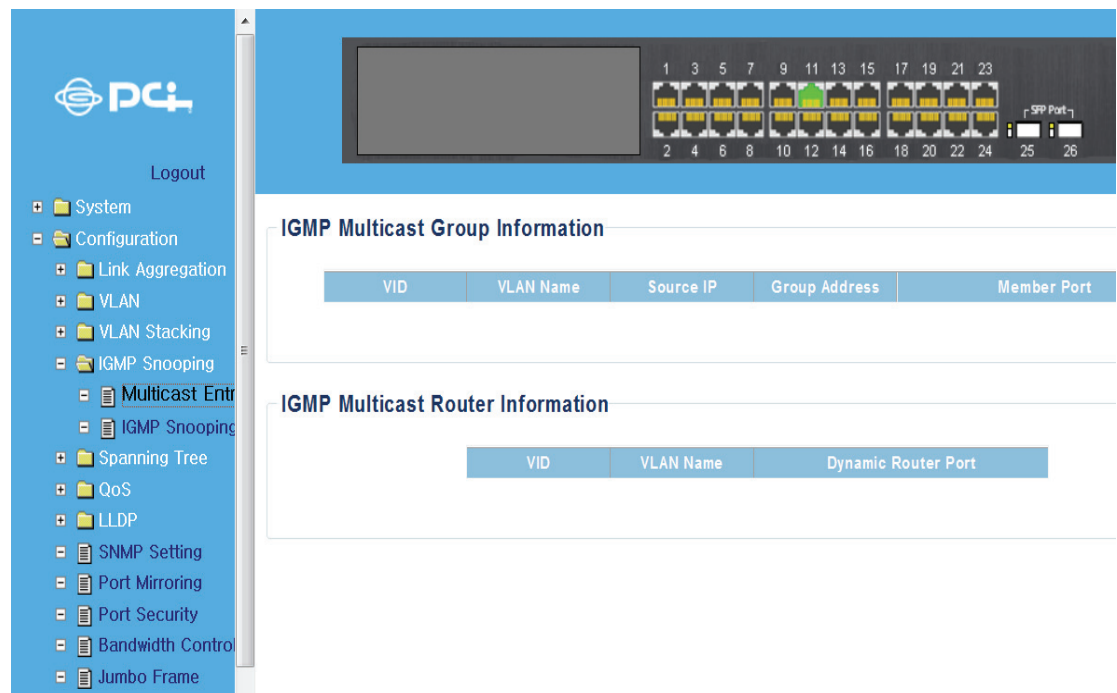 PCi
Logout
System
Configuration
Link Aggregation
VLAN
VLAN Stacking
IGMP Snooping
Multicast Entr
IGMP Snooping
Spanning Tree
QoS
LLDP
SNMP Setting
Port Mirroring
Port Security
Bandwidth Control
Jumbo Frame
1 3 5 7 9 11 13 15 17 19 21 23
SFP Port
2 4 6 8 10 12 14 16 18 20 22 24 25 26
IGMP Multicast Group Information
VID VLAN Name Source IP Group Address Member Port
IGMP Multicast Router Information
VID VLAN Name Dynamic Router Port